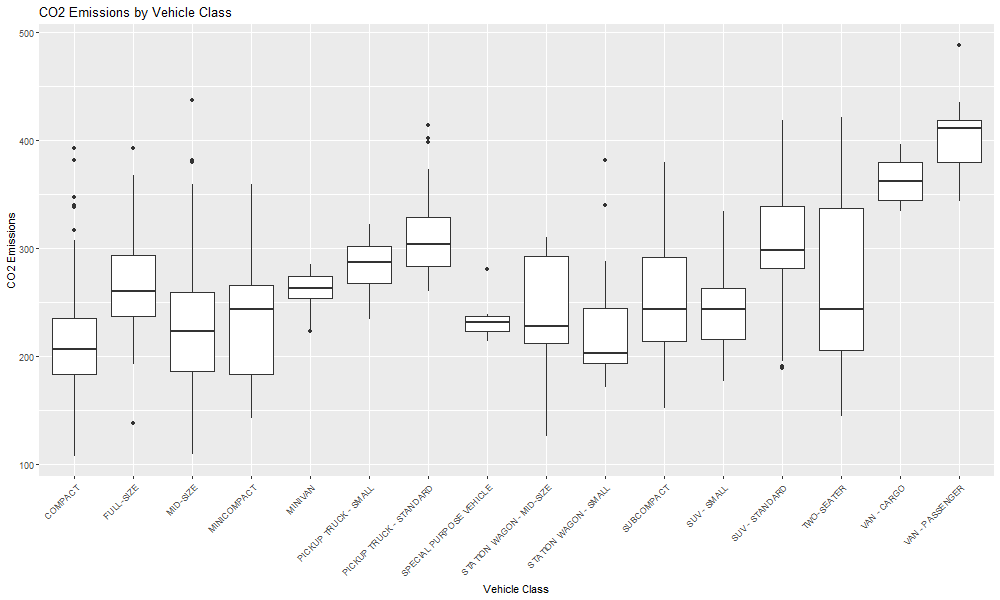 CO2 Emissions by Vehicle Class
500
400
300
200
100
CO2 Emissions
COMPACT
FULL-SIZE
MID-SIZE
MINICOMPACT
MINIVAN
PICKUP TRUCK - SMALL
PICKUP TRUCK - STANDARD
SPECIAL PURPOSE VEHICLE
STATION WAGON - MID-SIZE
STATION WAGON - SMALL
SUBCOMPACT
SUV - SMALL
SUV - STANDARD
TWO-SEATER
VAN - CARGO
VAN - PASSENGER
Vehicle Class